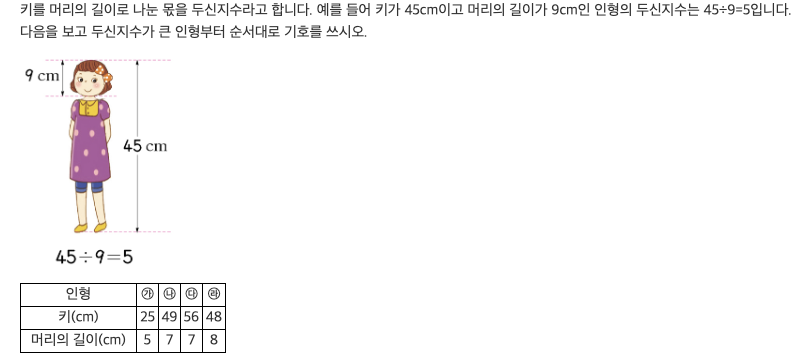 키를 머리의 길이로 나눈 몫을 두신지수라고 합니다. 예를 들어 키가 45cm이고 머리의 길이가 9cm인 인형의 두신지수는 45÷9=5입니다.
다음을 보고 두신지수가 큰 인형부터 순서대로 기호를 쓰시오.
9 cm
45 cm
45÷9=5
인형 ㉮ ㉯ ㉰ ㉱
키(cm) 25 49 56 48
머리의 길이(cm) 5 7 7 8